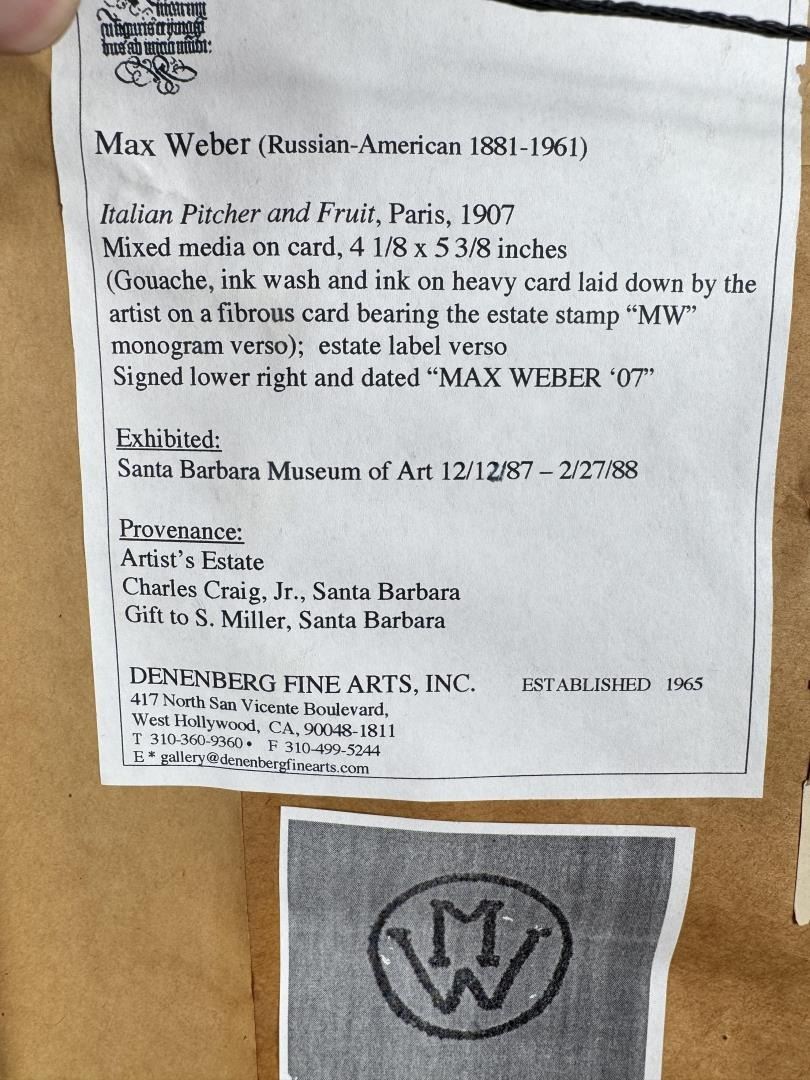 Max Weber (Russian-American 1881-1961)
Italian Pitcher and Fruit, Paris, 1907
Mixed media on card, 4 1/8 x 5 3/8 inches
(Gouache, ink wash and ink on heavy card laid down by the
artist on a fibrous card bearing the estate stamp “MW”
monogram verso); estate label verso
Signed lower right and dated “MAX WEBER ‘07”
Exhibited:
Santa Barbara Museum of Art 12/12/87 – 2/27/88
Provenance:
Artist’s Estate
Charles Craig, Jr., Santa Barbara
Gift to S. Miller, Santa Barbara
DENENBERG FINE ARTS, INC. ESTABLISHED 1965
417 North San Vicente Boulevard,
West Hollywood, CA, 90048-1811
T 310-360-9360 • F 310-499-5244
E * gallery@denenbergfinearts.com
MW